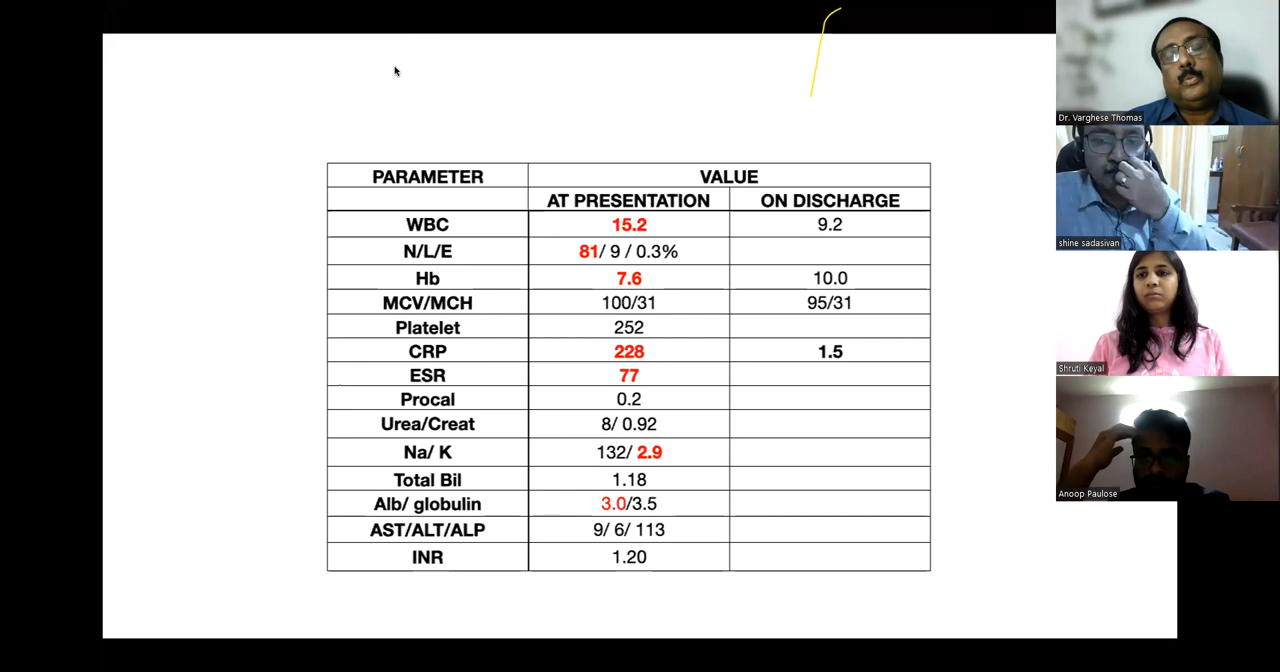 PARAMETER VALUE
AT PRESENTATION ON DISCHARGE
WBC 15.2 9.2
N/L/E 81/ 9 / 0.3%
Hb 7.6 10.0
MCV/MCH 100/31 95/31
Platelet 252
CRP 228 1.5
ESR 77
Procal 0.2
Urea/Creat 8/ 0.92
Na/ K 132/ 2.9
Total Bil 1.18
Alb/ globulin 3.0/3.5
AST/ALT/ALP 9/ 6/ 113
INR 1.20
Dr. Varghese Thomas
shine sadasivan
Shruti Keyal
Anoop Paulose